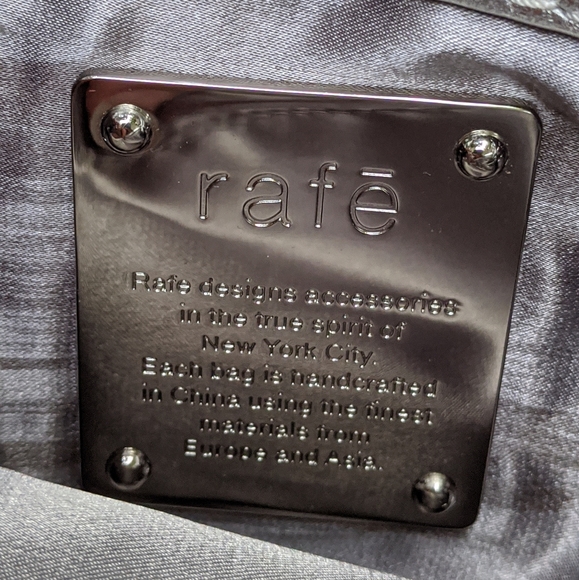 rafē
Rafe designs accessories
in the true spirit of
New York City.
Each bag is handcrafted
in China using the finest
materials from
Europe and Asia.